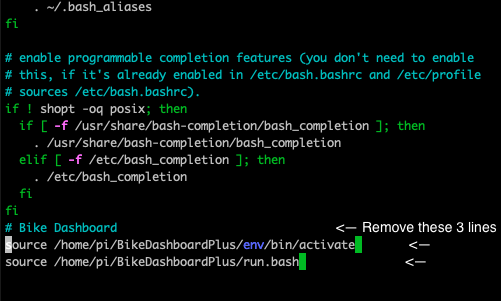 . ~/.bash_aliases
fi
# enable programmable completion features (you don't need to enable
# this, if it's already enabled in /etc/bash.bashrc and /etc/profile
# sources /etc/bash.bashrc).
if ! shopt -oq posix; then
if [ -f /usr/share/bash-completion/bash_completion ]; then
. /usr/share/bash-completion/bash_completion
elif [ -f /etc/bash_completion ]; then
. /etc/bash_completion
fi
fi
# Bike Dashboard <— Remove these 3 lines
source /home/pi/BikeDashboardPlus/env/bin/activate <—
source /home/pi/BikeDashboardPlus/run.bash <—